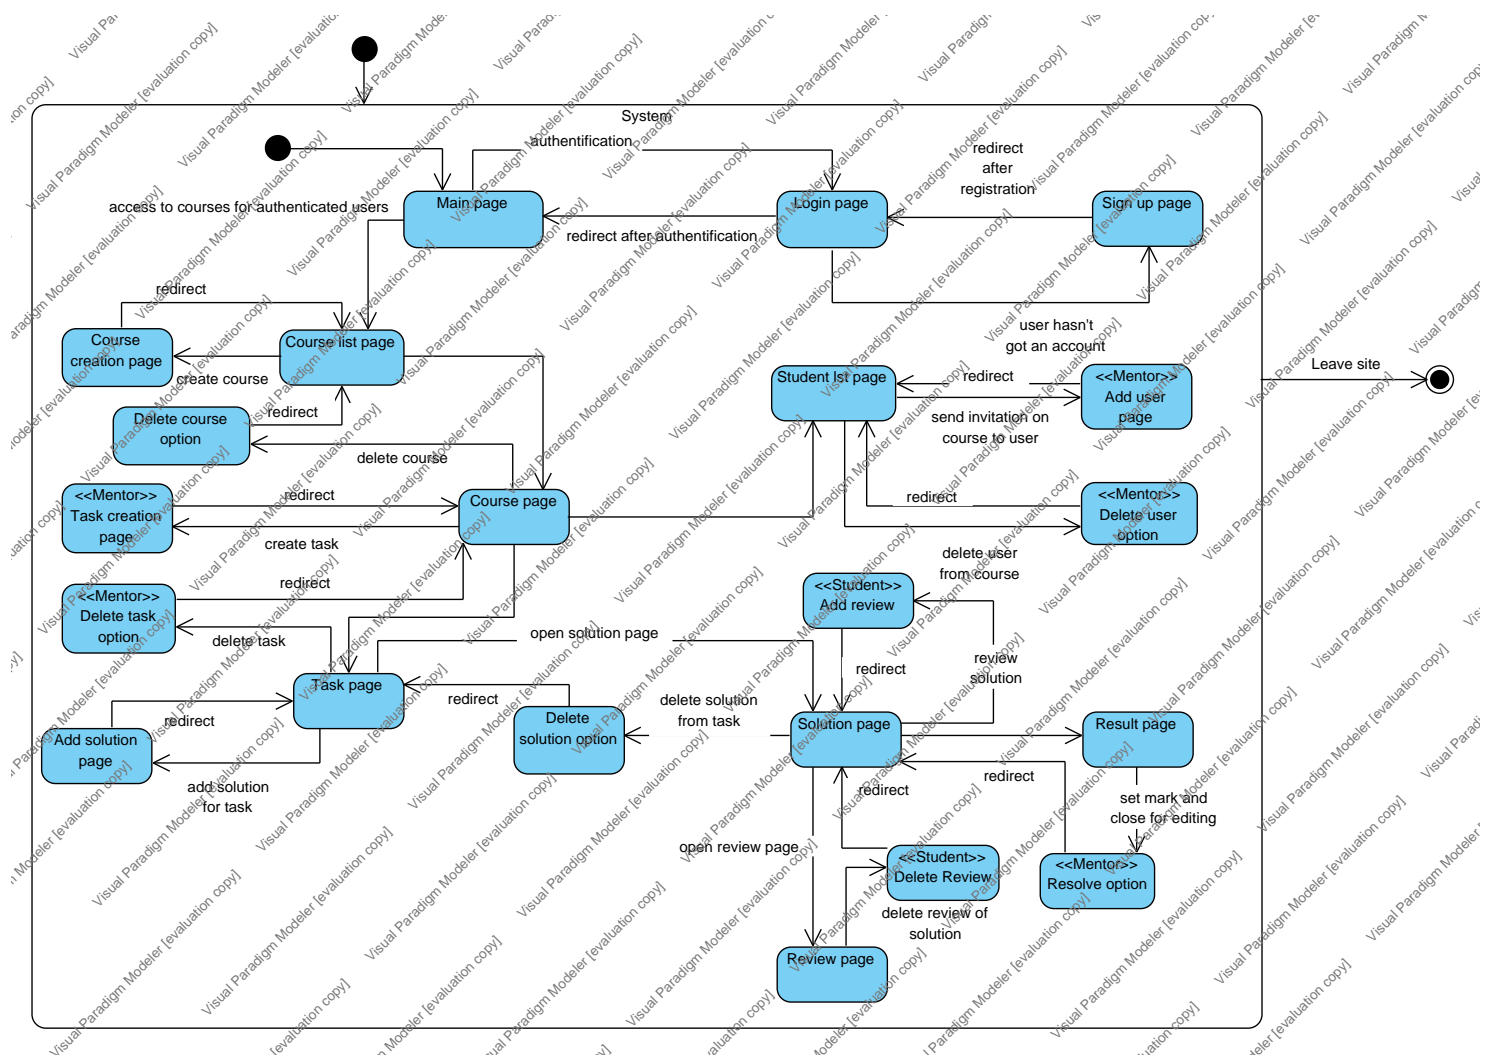 System
authentification
redirect
after
registration
Main page
Login page
Sign up page
access to courses for authenticated users
redirect after authentification
redirect
user hasn't
got an account
Course
creation page
Course list page
create course
Leave site
Student lst page
redirect
<<Mentor>>
Add user
page
send invitation on
course to user
Delete course
option
redirect
delete course
<<Mentor>>
Task creation
page
redirect
Course page
create task
redirect
<<Mentor>>
Delete user
option
delete user
from course
<<Mentor>>
Delete task
option
redirect
delete task
<<Student>>
Add review
open solution page
redirect
review
solution
Task page
redirect
redirect
Delete
solution option
delete solution
from task
Solution page
Result page
Add solution
page
add solution
for task
redirect
redirect
set mark and
close for editing
open review page
<<Student>>
Delete Review
delete review of
solution
<<Mentor>>
Resolve option
Review page
Visual Paradigm Modeler [evaluation copy]